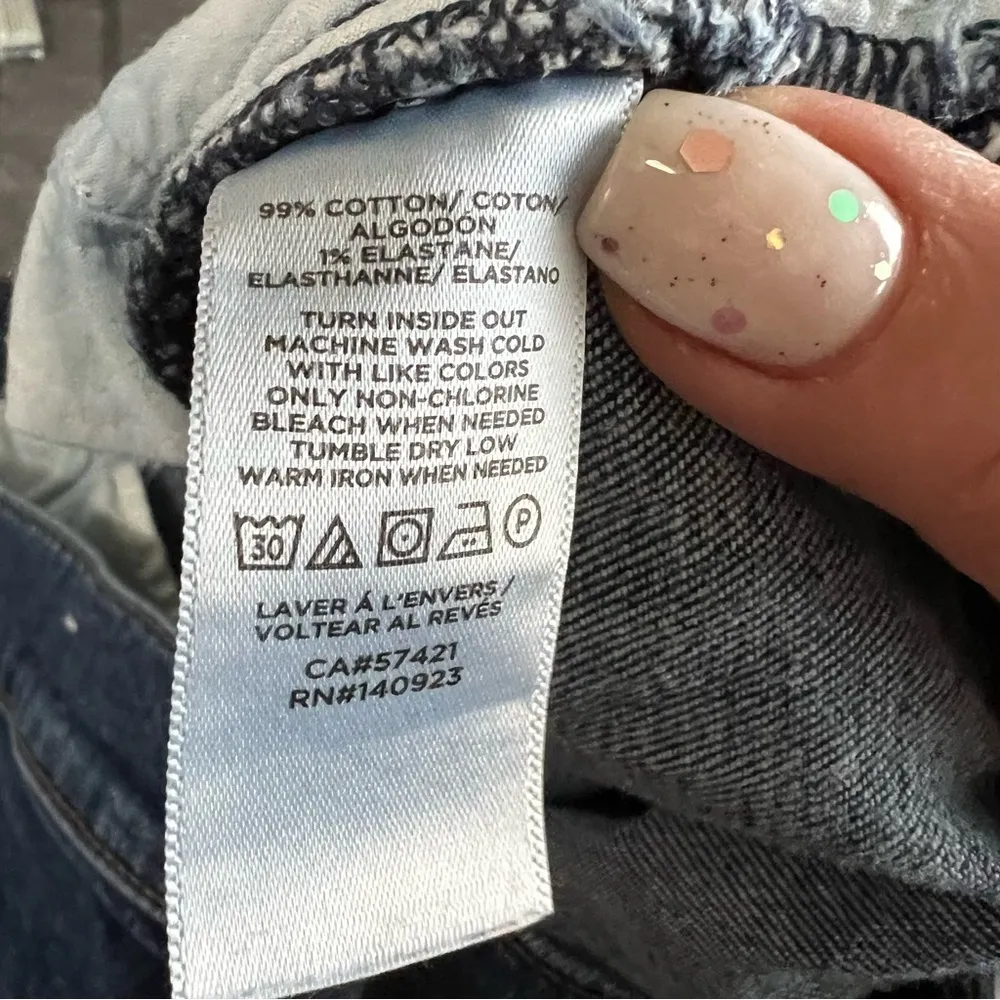 99% COTTON/ COTON/
ALGODON
1% ELASTANE/
ELASTHANNE/ ELASTANO
TURN INSIDE OUT
MACHINE WASH COLD
WITH LIKE COLORS
ONLY NON-CHLORINE
BLEACH WHEN NEEDED
TUMBLE DRY LOW
WARM IRON WHEN NEEDED
30 P
LAVER Á L'ENVERS /
VOLTEAR AL REVÉS
CA#57421
RN#140923